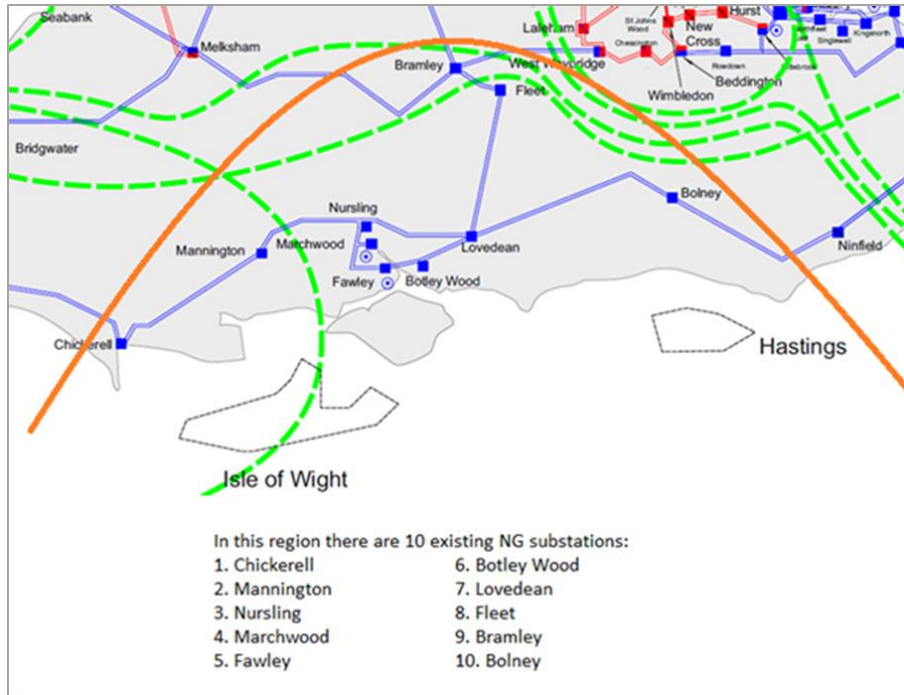 Seabank
Melksham
Bramley
Fleet
Laleham
St Johns
Wood
New
Cross
Hurst
Singlewell
Kingsnorth
Chessington
West Weybridge
Rowdown
Beddington
Wimbledon
Bridgwater
Bolney
Nursling
Mannington
Marchwood
Lovedean
Ninfield
Fawley
Botley Wood
Chickerell
Hastings
Isle of Wight
In this region there are 10 existing NG substations:
1. Chickerell
2. Mannington
3. Nursling
4. Marchwood
5. Fawley
6. Botley Wood
7. Lovedean
8. Fleet
9. Bramley
10. Bolney